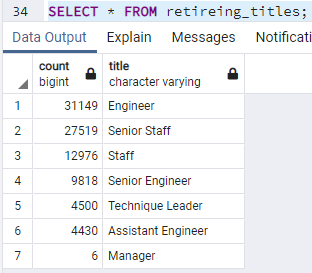 34 SELECT * FROM retireing_titles;
Data Output Explain Messages Notificati
count title
bigint character varying
1 31149 Engineer
2 27519 Senior Staff
3 12976 Staff
4 9818 Senior Engineer
5 4500 Technique Leader
6 4430 Assistant Engineer
7 6 Manager